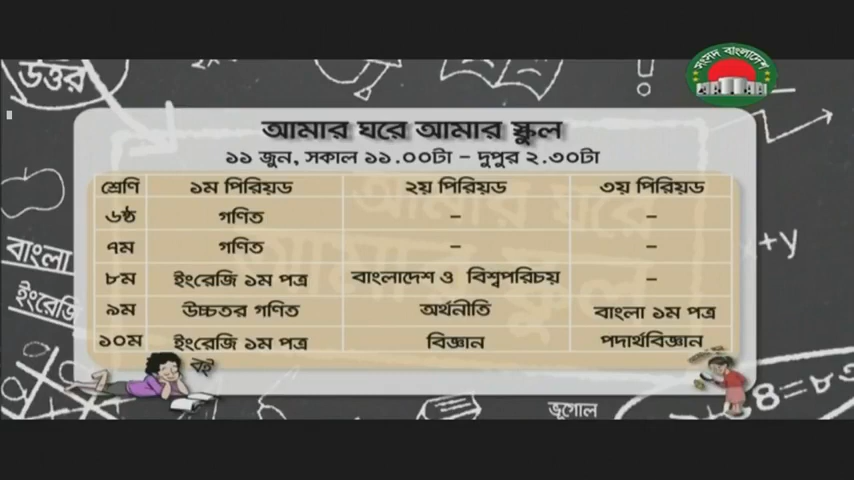 উত্তর
সংসদ বাংলাদেশ
আমার ঘরে আমার স্কুল
১১ জুন, সকাল ১১.০০টা - দুপুর ২.৩০টা
শ্রেণি ১ম পিরিয়ড ২য় পিরিয়ড ৩য় পিরিয়ড
৬ষ্ঠ গণিত - -
৭ম গণিত - -
৮ম ইংরেজি ১ম পত্র বাংলাদেশ ও বিশ্বপরিচয় -
৯ম উচ্চতর গণিত অর্থনীতি বাংলা ১ম পত্র
১০ম ইংরেজি ১ম পত্র বিজ্ঞান পদার্থবিজ্ঞান
বাংলা
ইংরেজি
x+y
বই
ভূগোল